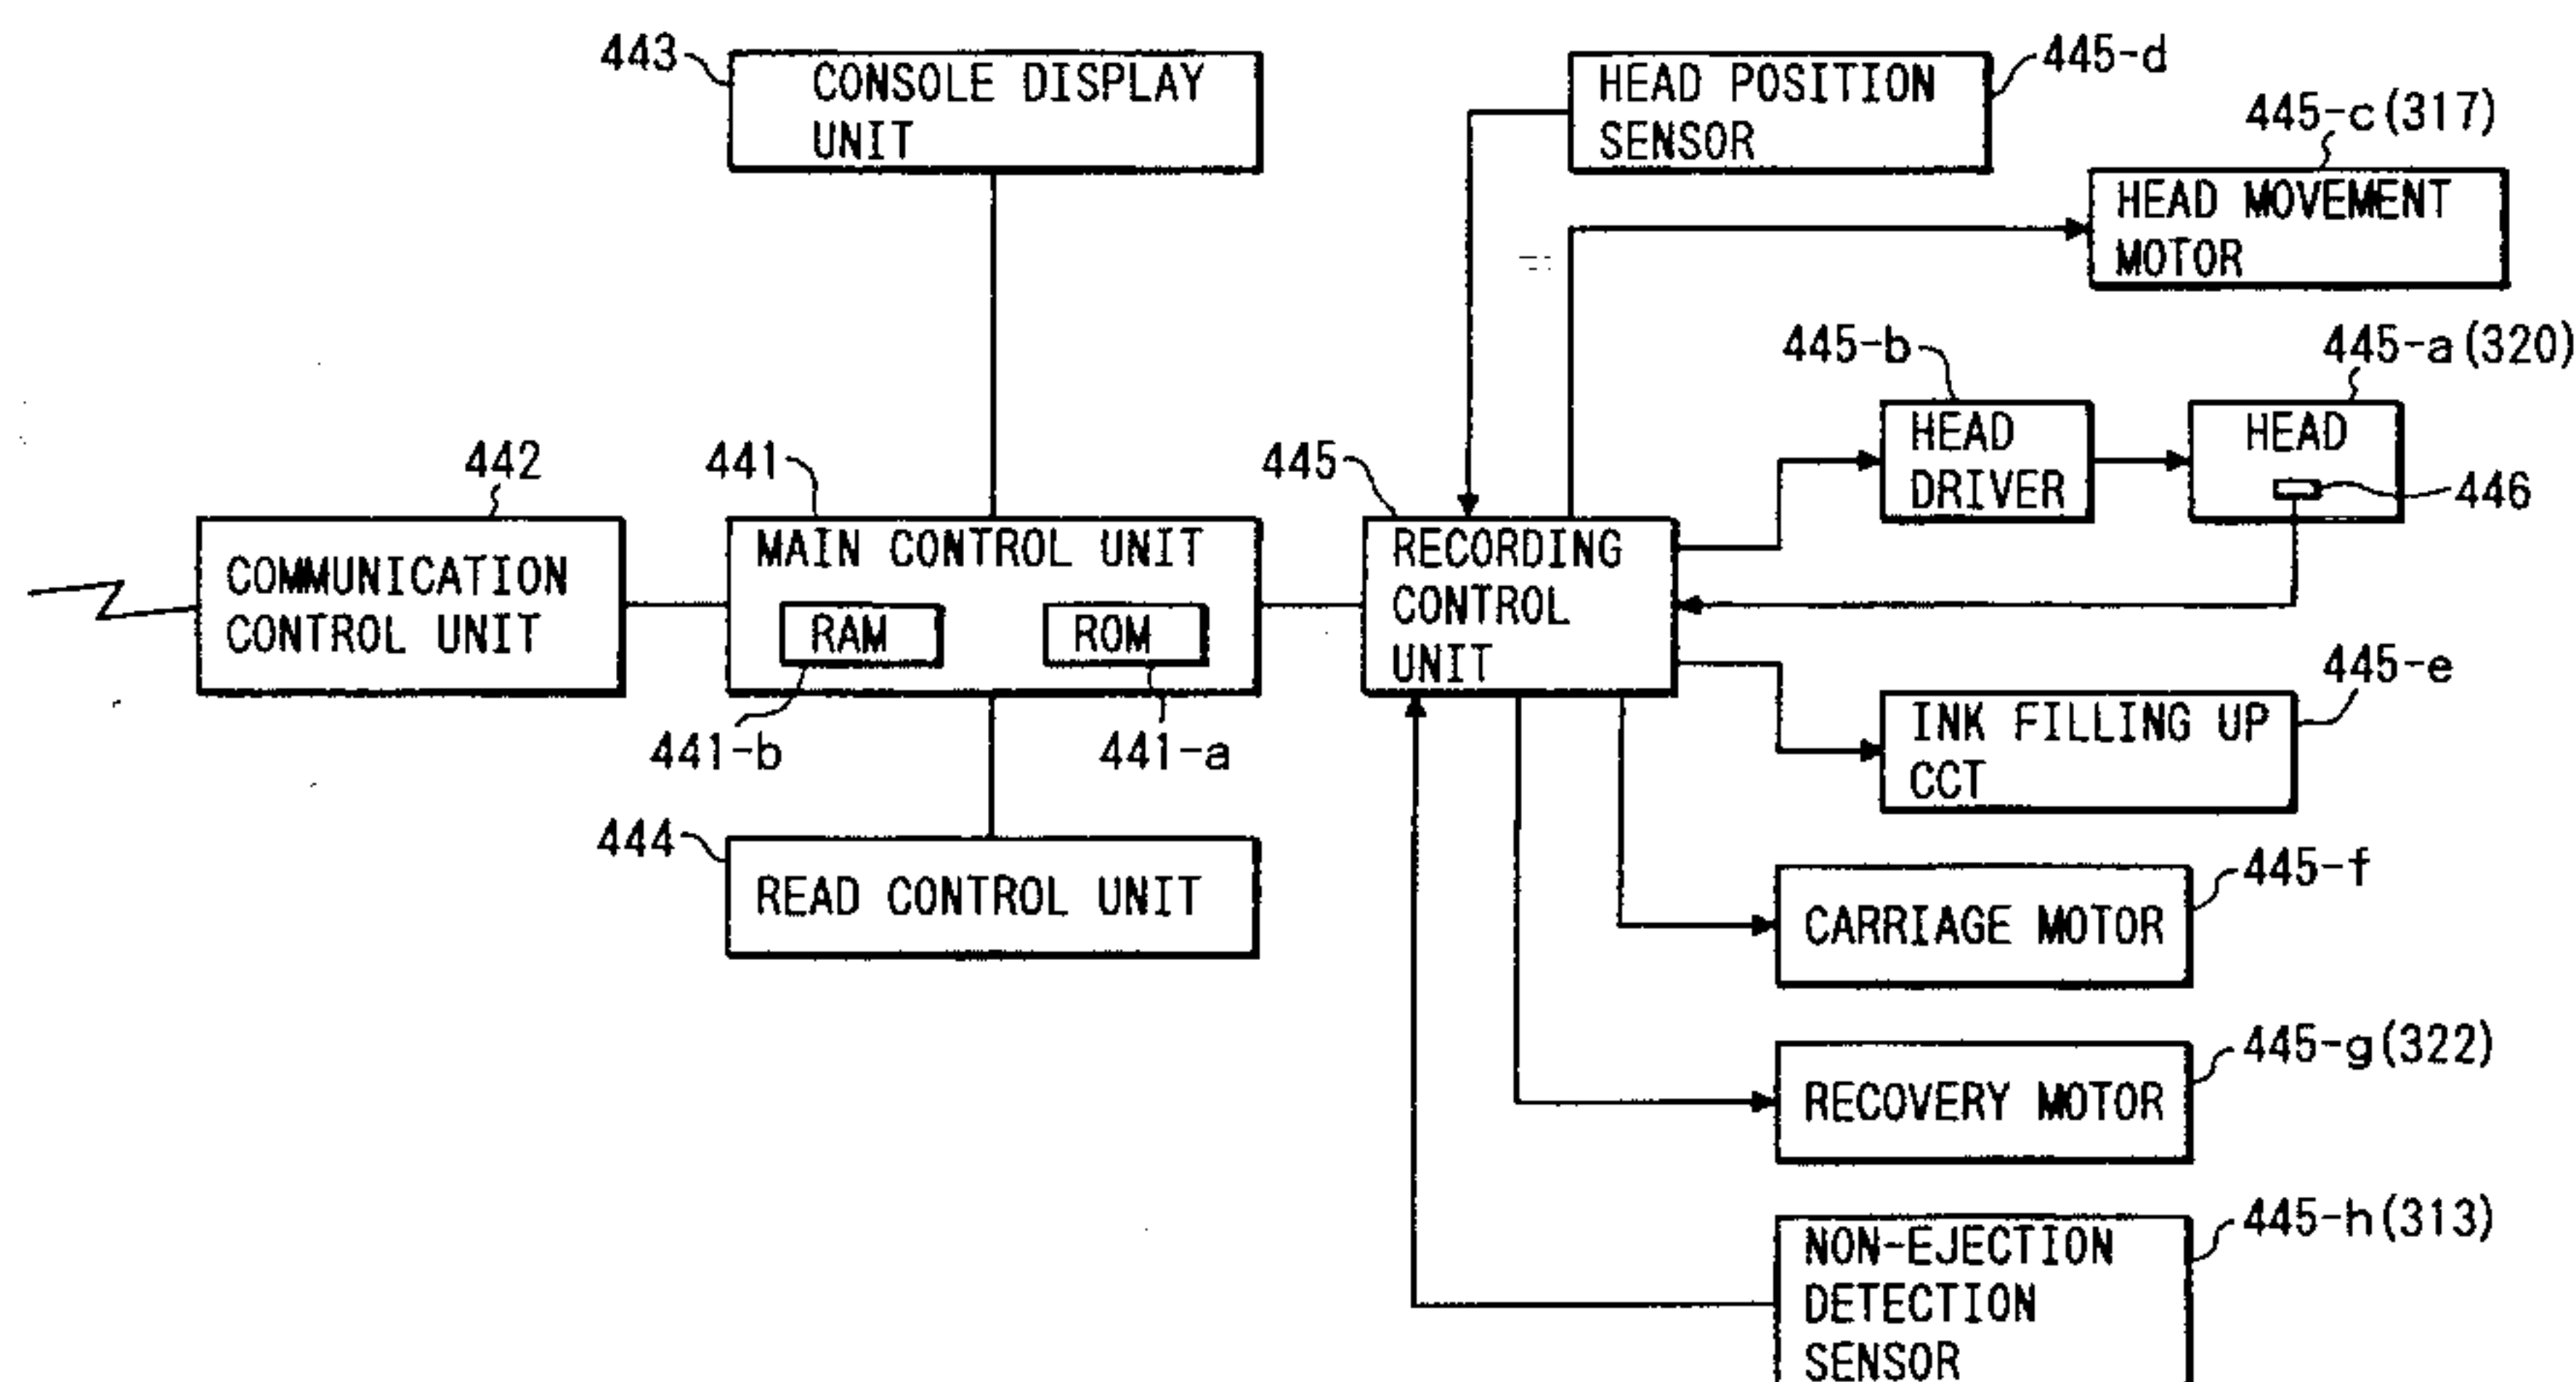 443
CONSOLE DISPLAY
UNIT
HEAD POSITION
SENSOR
445-d
445-c(317)
HEAD MOVEMENT
MOTOR
445-b
445-a(320)
HEAD
DRIVER
HEAD
446
442
441
445
COMMUNICATION
CONTROL UNIT
MAIN CONTROL UNIT
RAM
ROM
441-b
441-a
RECORDING
CONTROL
UNIT
445-e
INK FILLING UP
CCT
444
READ CONTROL UNIT
445-f
CARRIAGE MOTOR
445-g(322)
RECOVERY MOTOR
445-h(313)
NON-EJECTION
DETECTION
SENSOR